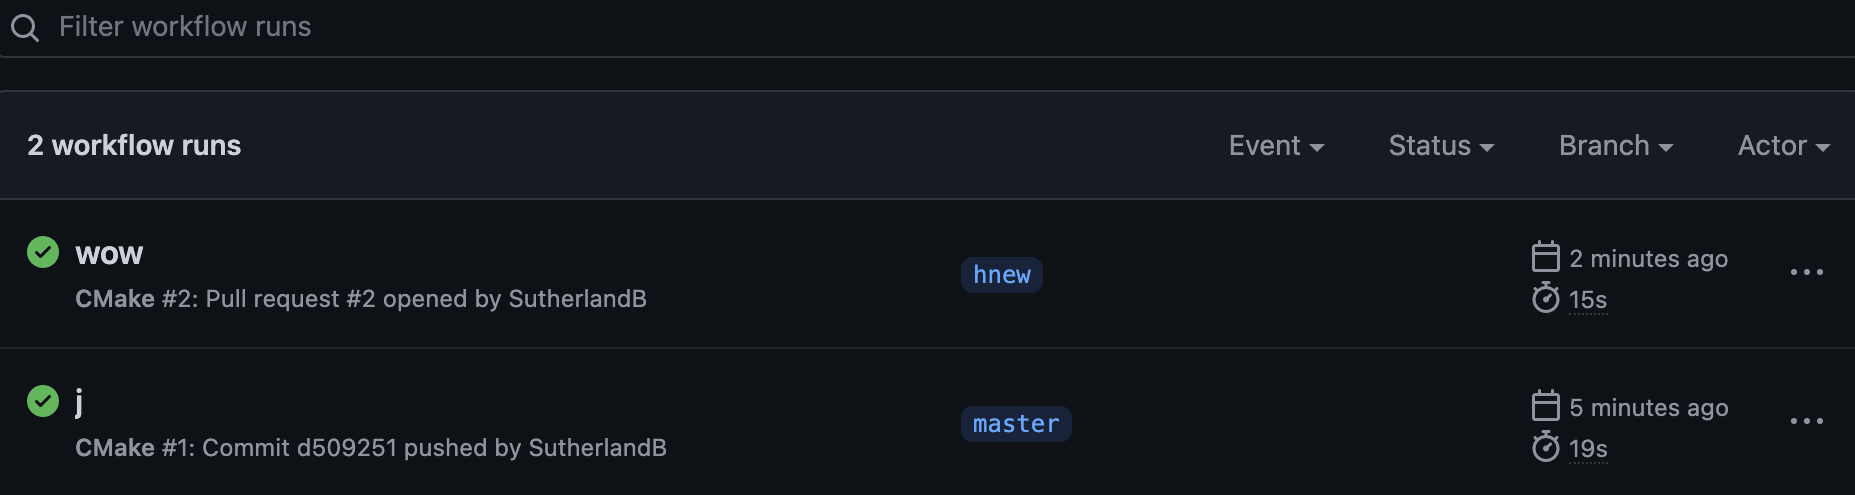 Filter workflow runs
2 workflow runs
Event Status Branch Actor
wow
CMake #2: Pull request #2 opened by SutherlandB
hnew
2 minutes ago
15s
j
CMake #1: Commit d509251 pushed by SutherlandB
master
5 minutes ago
19s